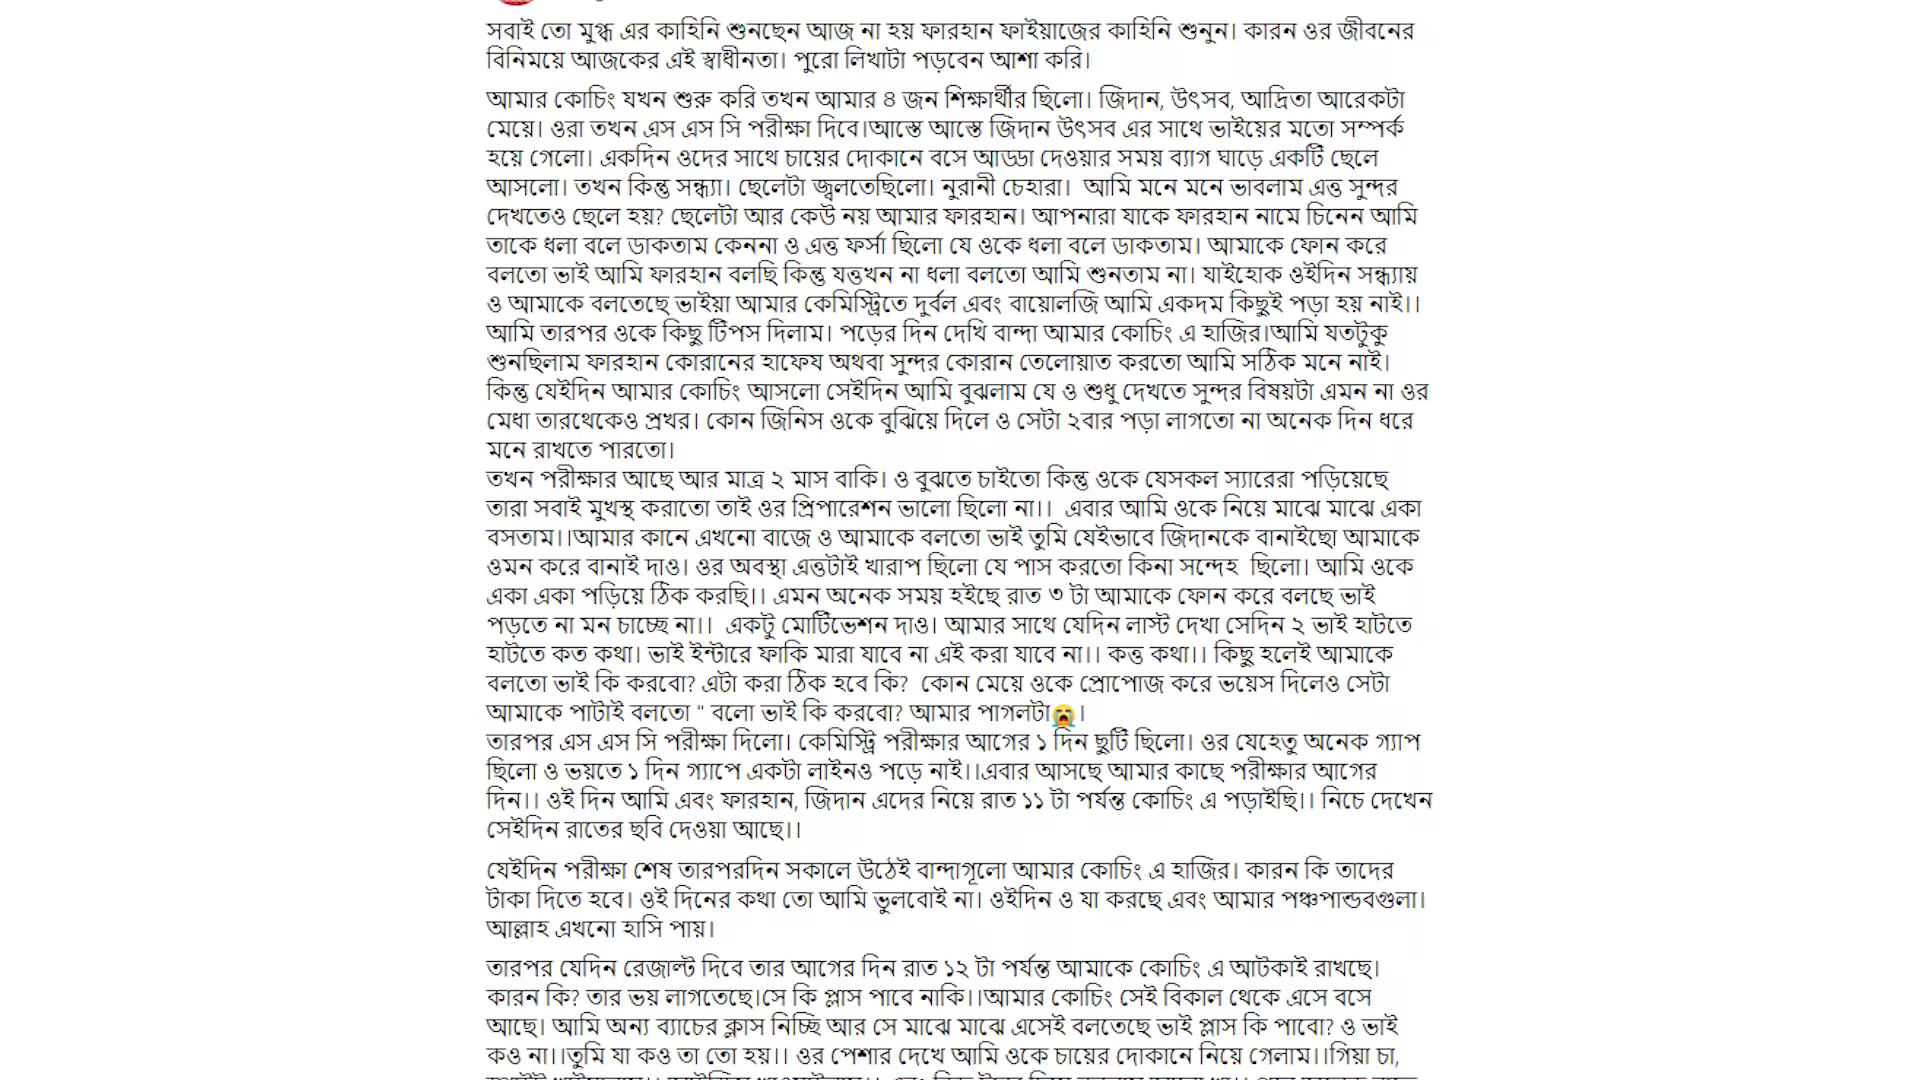 সবাই তো মুগ্ধ এর কাহিনি শুনছেন আজ না হয় ফারহান ফাইয়াজের কাহিনি শুনুন। কারন ওর জীবনের
বিনিময়ে আজকের এই স্বাধীনতা। পুরো লিখাটা পড়বেন আশা করি।
আমার কোচিং যখন শুরু করি তখন আমার ৪ জন শিক্ষার্থীর ছিলো। জিদান, উৎসব, আদ্রিতা আরেকটা
মেয়ে। ওরা তখন এস এস সি পরীক্ষা দিবে।আস্তে আস্তে জিদান উৎসব এর সাথে ভাইয়ের মতো সম্পর্ক
হয়ে গেলো। একদিন ওদের সাথে চায়ের দোকানে বসে আড্ডা দেওয়ার সময় ব্যাগ ঘাড়ে একটি ছেলে
আসলো। তখন কিন্তু সন্ধ্যা। ছেলেটা জ্বলতেছিলো। নুরানী চেহারা।  আমি মনে মনে ভাবলাম এত্ত সুন্দর
দেখতেও ছেলে হয়? ছেলেটা আর কেউ নয় আমার ফারহান। আপনারা যাকে ফারহান নামে চিনেন আমি
তাকে ধলা বলে ডাকতাম কেননা ও এত্ত ফর্সা ছিলো যে ওকে ধলা বলে ডাকতাম। আমাকে ফোন করে
বলতো ভাই আমি ফারহান বলছি কিন্তু যত্তখন না ধলা বলতো আমি শুনতাম না। যাইহোক ওইদিন সন্ধ্যায়
ও আমাকে বলতেছে ভাইয়া আমার কেমিস্ট্রিতে দুর্বল এবং বায়োলজি আমি একদম কিছুই পড়া হয় নাই।।
আমি তারপর ওকে কিছু টিপস দিলাম। পড়ের দিন দেখি বান্দা আমার কোচিং এ হাজির।আমি যতটুকু
শুনছিলাম ফারহান কোরানের হাফেয অথবা সুন্দর কোরান তেলোয়াত করতো আমি সঠিক মনে নাই।
কিন্তু যেইদিন আমার কোচিং আসলো সেইদিন আমি বুঝলাম যে ও শুধু দেখতে সুন্দর বিষয়টা এমন না ওর
মেধা তারথেকেও প্রখর। কোন জিনিস ওকে বুঝিয়ে দিলে ও সেটা ২বার পড়া লাগতো না অনেক দিন ধরে
মনে রাখতে পারতো।
তখন পরীক্ষার আছে আর মাত্র ২ মাস বাকি। ও বুঝতে চাইতো কিন্তু ওকে যেসকল স্যারেরা পড়িয়েছে
তারা সবাই মুখস্থ করাতো তাই ওর প্রিপারেশন ভালো ছিলো না।।  এবার আমি ওকে নিয়ে মাঝে মাঝে একা
বসতাম।।আমার কানে এখনো বাজে ও আমাকে বলতো ভাই তুমি যেইভাবে জিদানকে বানাইছো আমাকে
ওমন করে বানাই দাও। ওর অবস্থা এত্তটাই খারাপ ছিলো যে পাস করতো কিনা সন্দেহ  ছিলো। আমি ওকে
একা একা পড়িয়ে ঠিক করছি।। এমন অনেক সময় হইছে রাত ৩ টা আমাকে ফোন করে বলছে ভাই
পড়তে না মন চাচ্ছে না।।  একটু মোটিভেশন দাও। আমার সাথে যেদিন লাস্ট দেখা সেদিন ২ ভাই হাটতে
হাটতে কত কথা। ভাই ইন্টারে ফাকি মারা যাবে না এই করা যাবে না।। কত্ত কথা।। কিছু হলেই আমাকে
বলতো ভাই কি করবো? এটা করা ঠিক হবে কি?  কোন মেয়ে ওকে প্রোপোজ করে ভয়েস দিলেও সেটা
আমাকে পাটাই বলতো " বলো ভাই কি করবো? আমার পাগলটা😭।
তারপর এস এস সি পরীক্ষা দিলো। কেমিস্ট্রি পরীক্ষার আগের ১ দিন ছুটি ছিলো। ওর যেহেতু অনেক গ্যাপ
ছিলো ও ভয়তে ১ দিন গ্যাপে একটা লাইনও পড়ে নাই।।এবার আসছে আমার কাছে পরীক্ষার আগের
দিন।। ওই দিন আমি এবং ফারহান, জিদান এদের নিয়ে রাত ১১ টা পর্যন্ত কোচিং এ পড়াইছি।। নিচে দেখেন
সেইদিন রাতের ছবি দেওয়া আছে।।
যেইদিন পরীক্ষা শেষ তারপরদিন সকালে উঠেই বান্দাগূলো আমার কোচিং এ হাজির। কারন কি তাদের
টাকা দিতে হবে। ওই দিনের কথা তো আমি ভুলবোই না। ওইদিন ও যা করছে এবং আমার পঞ্চপান্ডবগুলা।
আল্লাহ এখনো হাসি পায়।
তারপর যেদিন রেজাল্ট দিবে তার আগের দিন রাত ১২ টা পর্যন্ত আমাকে কোচিং এ আটকাই রাখছে।
কারন কি? তার ভয় লাগতেছে।সে কি প্লাস পাবে নাকি।।আমার কোচিং সেই বিকাল থেকে এসে বসে
আছে। আমি অন্য ব্যাচের ক্লাস নিচ্ছি আর সে মাঝে মাঝে এসেই বলতেছে ভাই প্লাস কি পাবো? ও ভাই
কও না।।তুমি যা কও তা তো হয়।। ওর পেশার দেখে আমি ওকে চায়ের দোকানে নিয়ে গেলাম।।গিয়া চা,